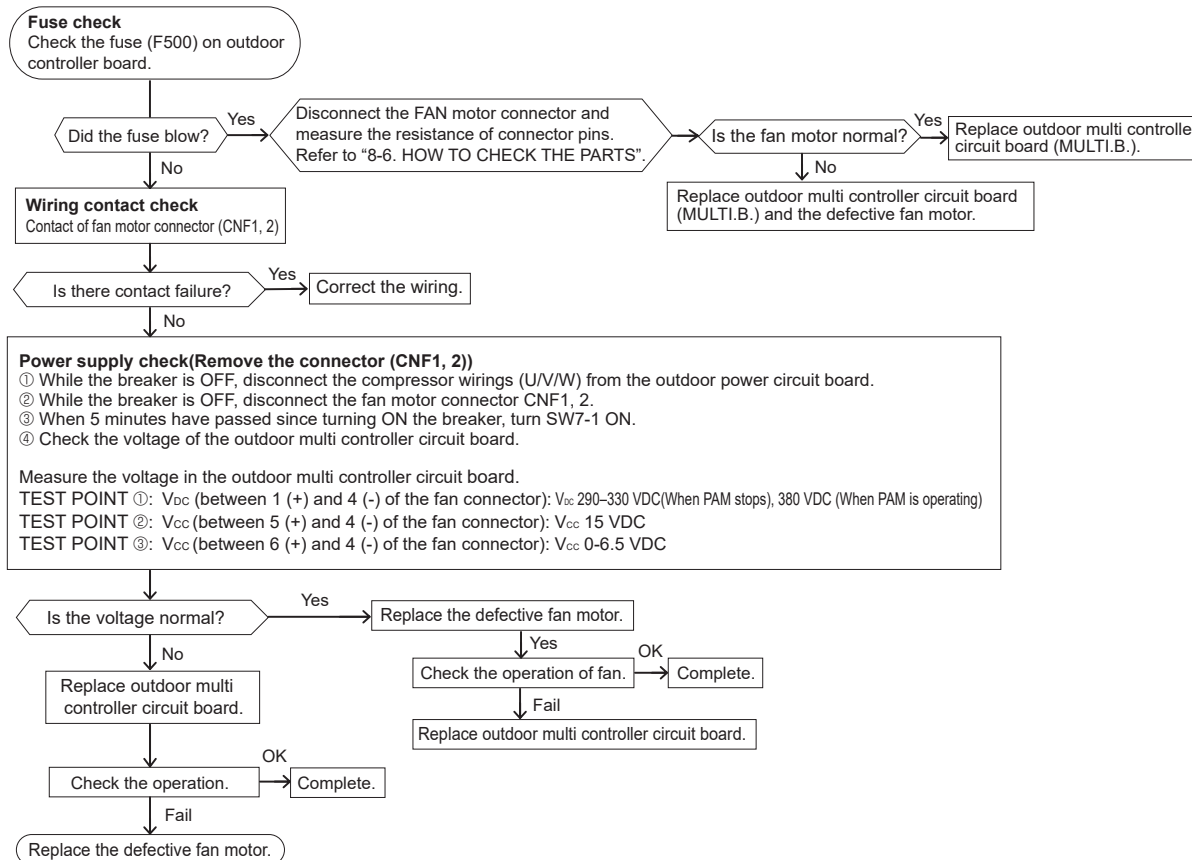 Fuse check
Check the fuse (F500) on outdoor
controller board.
Did the fuse blow?
Yes
Disconnect the FAN motor connector and
measure the resistance of connector pins.
Refer to “8-6. HOW TO CHECK THE PARTS”.
Is the fan motor normal?
Yes
Replace outdoor multi controller
circuit board (MULTI.B.).
No
Replace outdoor multi controller circuit board
(MULTI.B.) and the defective fan motor.
No
Wiring contact check
Contact of fan motor connector (CNF1, 2)
Is there contact failure?
Yes
Correct the wiring.
No
Power supply check(Remove the connector (CNF1, 2))
① While the breaker is OFF, disconnect the compressor wirings (U/V/W) from the outdoor power circuit board.
② While the breaker is OFF, disconnect the fan motor connector CNF1, 2.
③ When 5 minutes have passed since turning ON the breaker, turn SW7-1 ON.
④ Check the voltage of the outdoor multi controller circuit board.
Measure the voltage in the outdoor multi controller circuit board.
TEST POINT ①: VDC (between 1 (+) and 4 (-) of the fan connector): VDC 290–330 VDC(When PAM stops), 380 VDC (When PAM is operating)
TEST POINT ②: VCC (between 5 (+) and 4 (-) of the fan connector): VCC 15 VDC
TEST POINT ③: VCC (between 6 (+) and 4 (-) of the fan connector): VCC 0-6.5 VDC
Is the voltage normal?
Yes
Replace the defective fan motor.
Yes
Check the operation of fan.
OK
Complete.
Fail
Replace outdoor multi controller circuit board.
No
Replace outdoor multi
controller circuit board.
Check the operation.
OK
Complete.
Fail
Replace the defective fan motor.